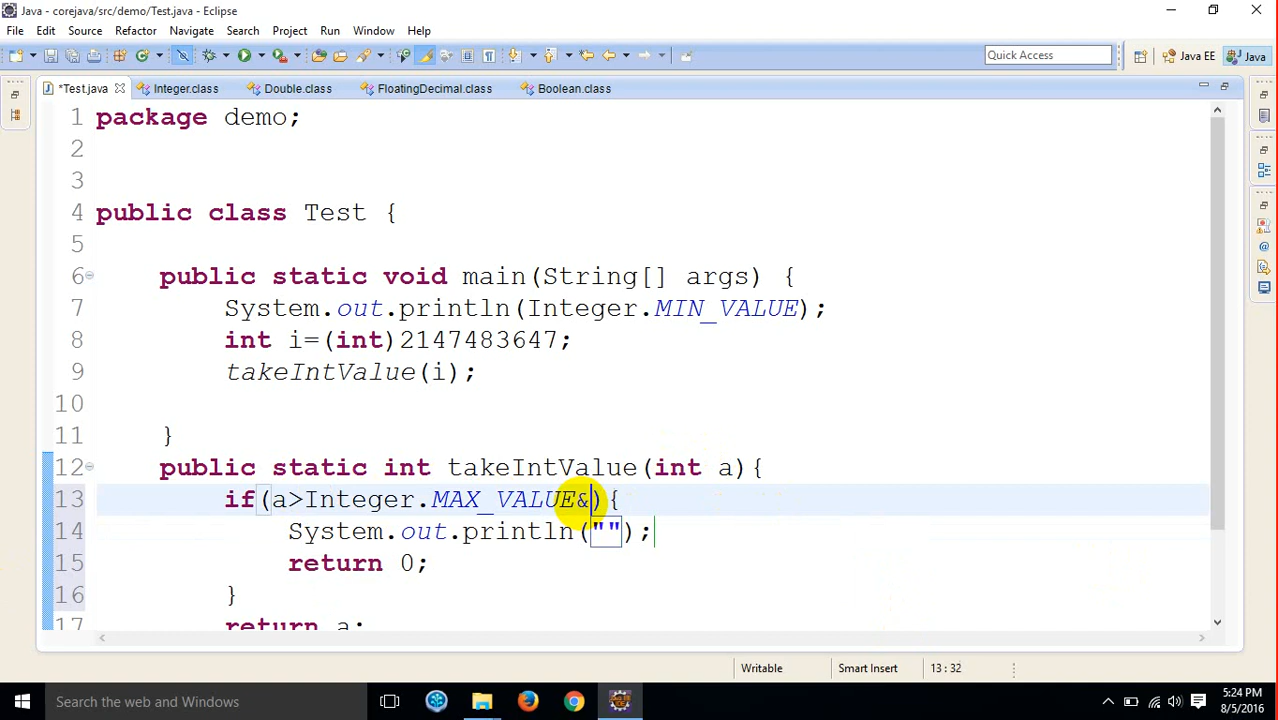 Java - corejava/src/demo/Test.java - Eclipse
File Edit Source Refactor Navigate Search Project Run Window Help
Quick Access Java EE Java
*Test.java Integer.class Double.class FloatingDecimal.class Boolean.class
1 package demo;
2
3
4 public class Test {
5
6 public static void main(String[] args) {
7 System.out.println(Integer.MIN_VALUE);
8 int i=(int)2147483647;
9 takeIntValue(i);
10
11 }
12 public static int takeIntValue(int a){
13 if(a>Integer.MAX_VALUE&){
14 System.out.println("");
15 return 0;
16 }
17 return a;
Writable Smart Insert 13 : 32
Search the web and Windows
5:24 PM
8/5/2016